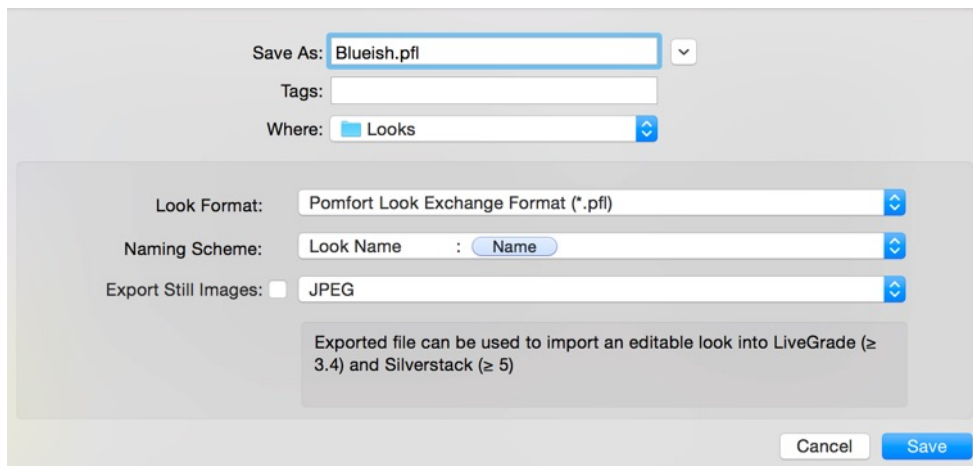 Save As: Blueish.pfl
Tags:
Where: Looks
Look Format: Pomfort Look Exchange Format (*.pfl)
Naming Scheme: Look Name : Name
Export Still Images: JPEG
Exported file can be used to import an editable look into LiveGrade (≥
3.4) and Silverstack (≥ 5)
Cancel Save